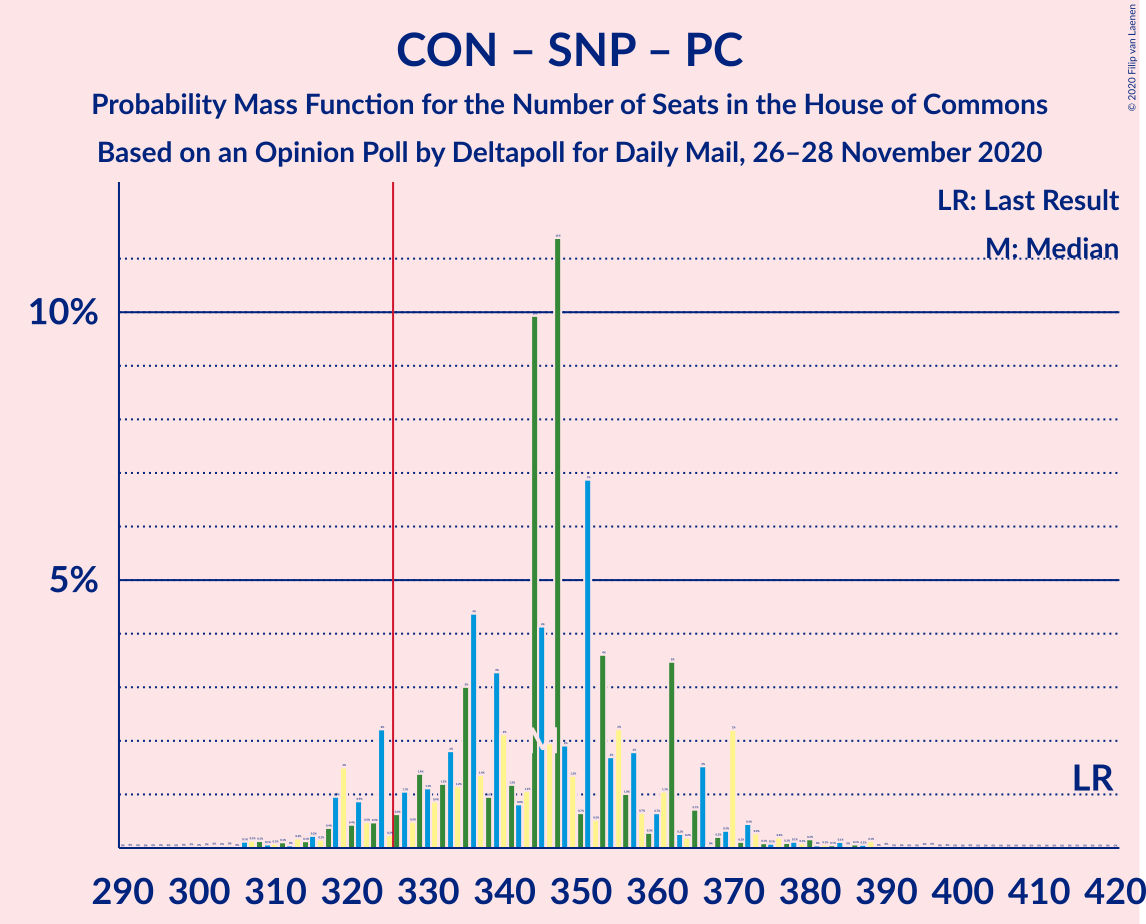 CON – SNP – PC
Probability Mass Function for the Number of Seats in the House of Commons
Based on an Opinion Poll by Deltapoll for Daily Mail, 26–28 November 2020
© 2020 Filip van Laenen
LR: Last Result
M: Median
10%
5%
LR
M
290 300 310 320 330 340 350 360 370 380 390 400 410 420